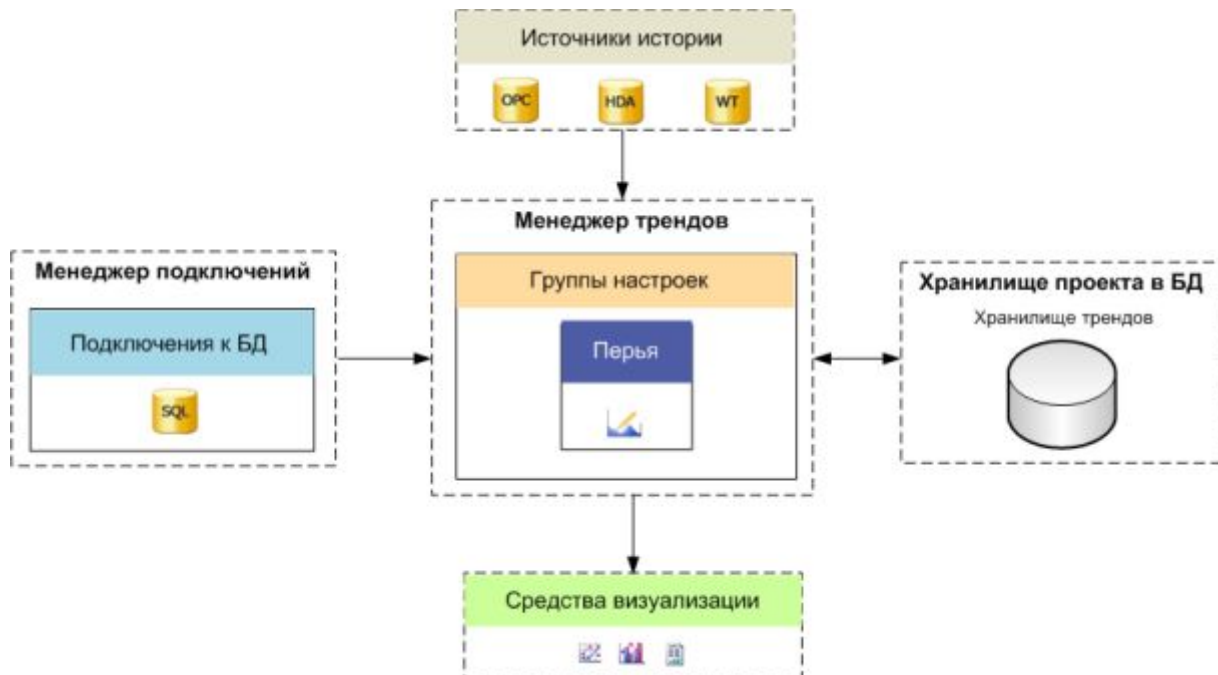 Источники истории
OPC
HDA
WT
Менеджер трендов
Группы настроек
Перья
Менеджер подключений
Подключения к БД
SQL
Хранилище проекта в БД
Хранилище трендов
Средства визуализации